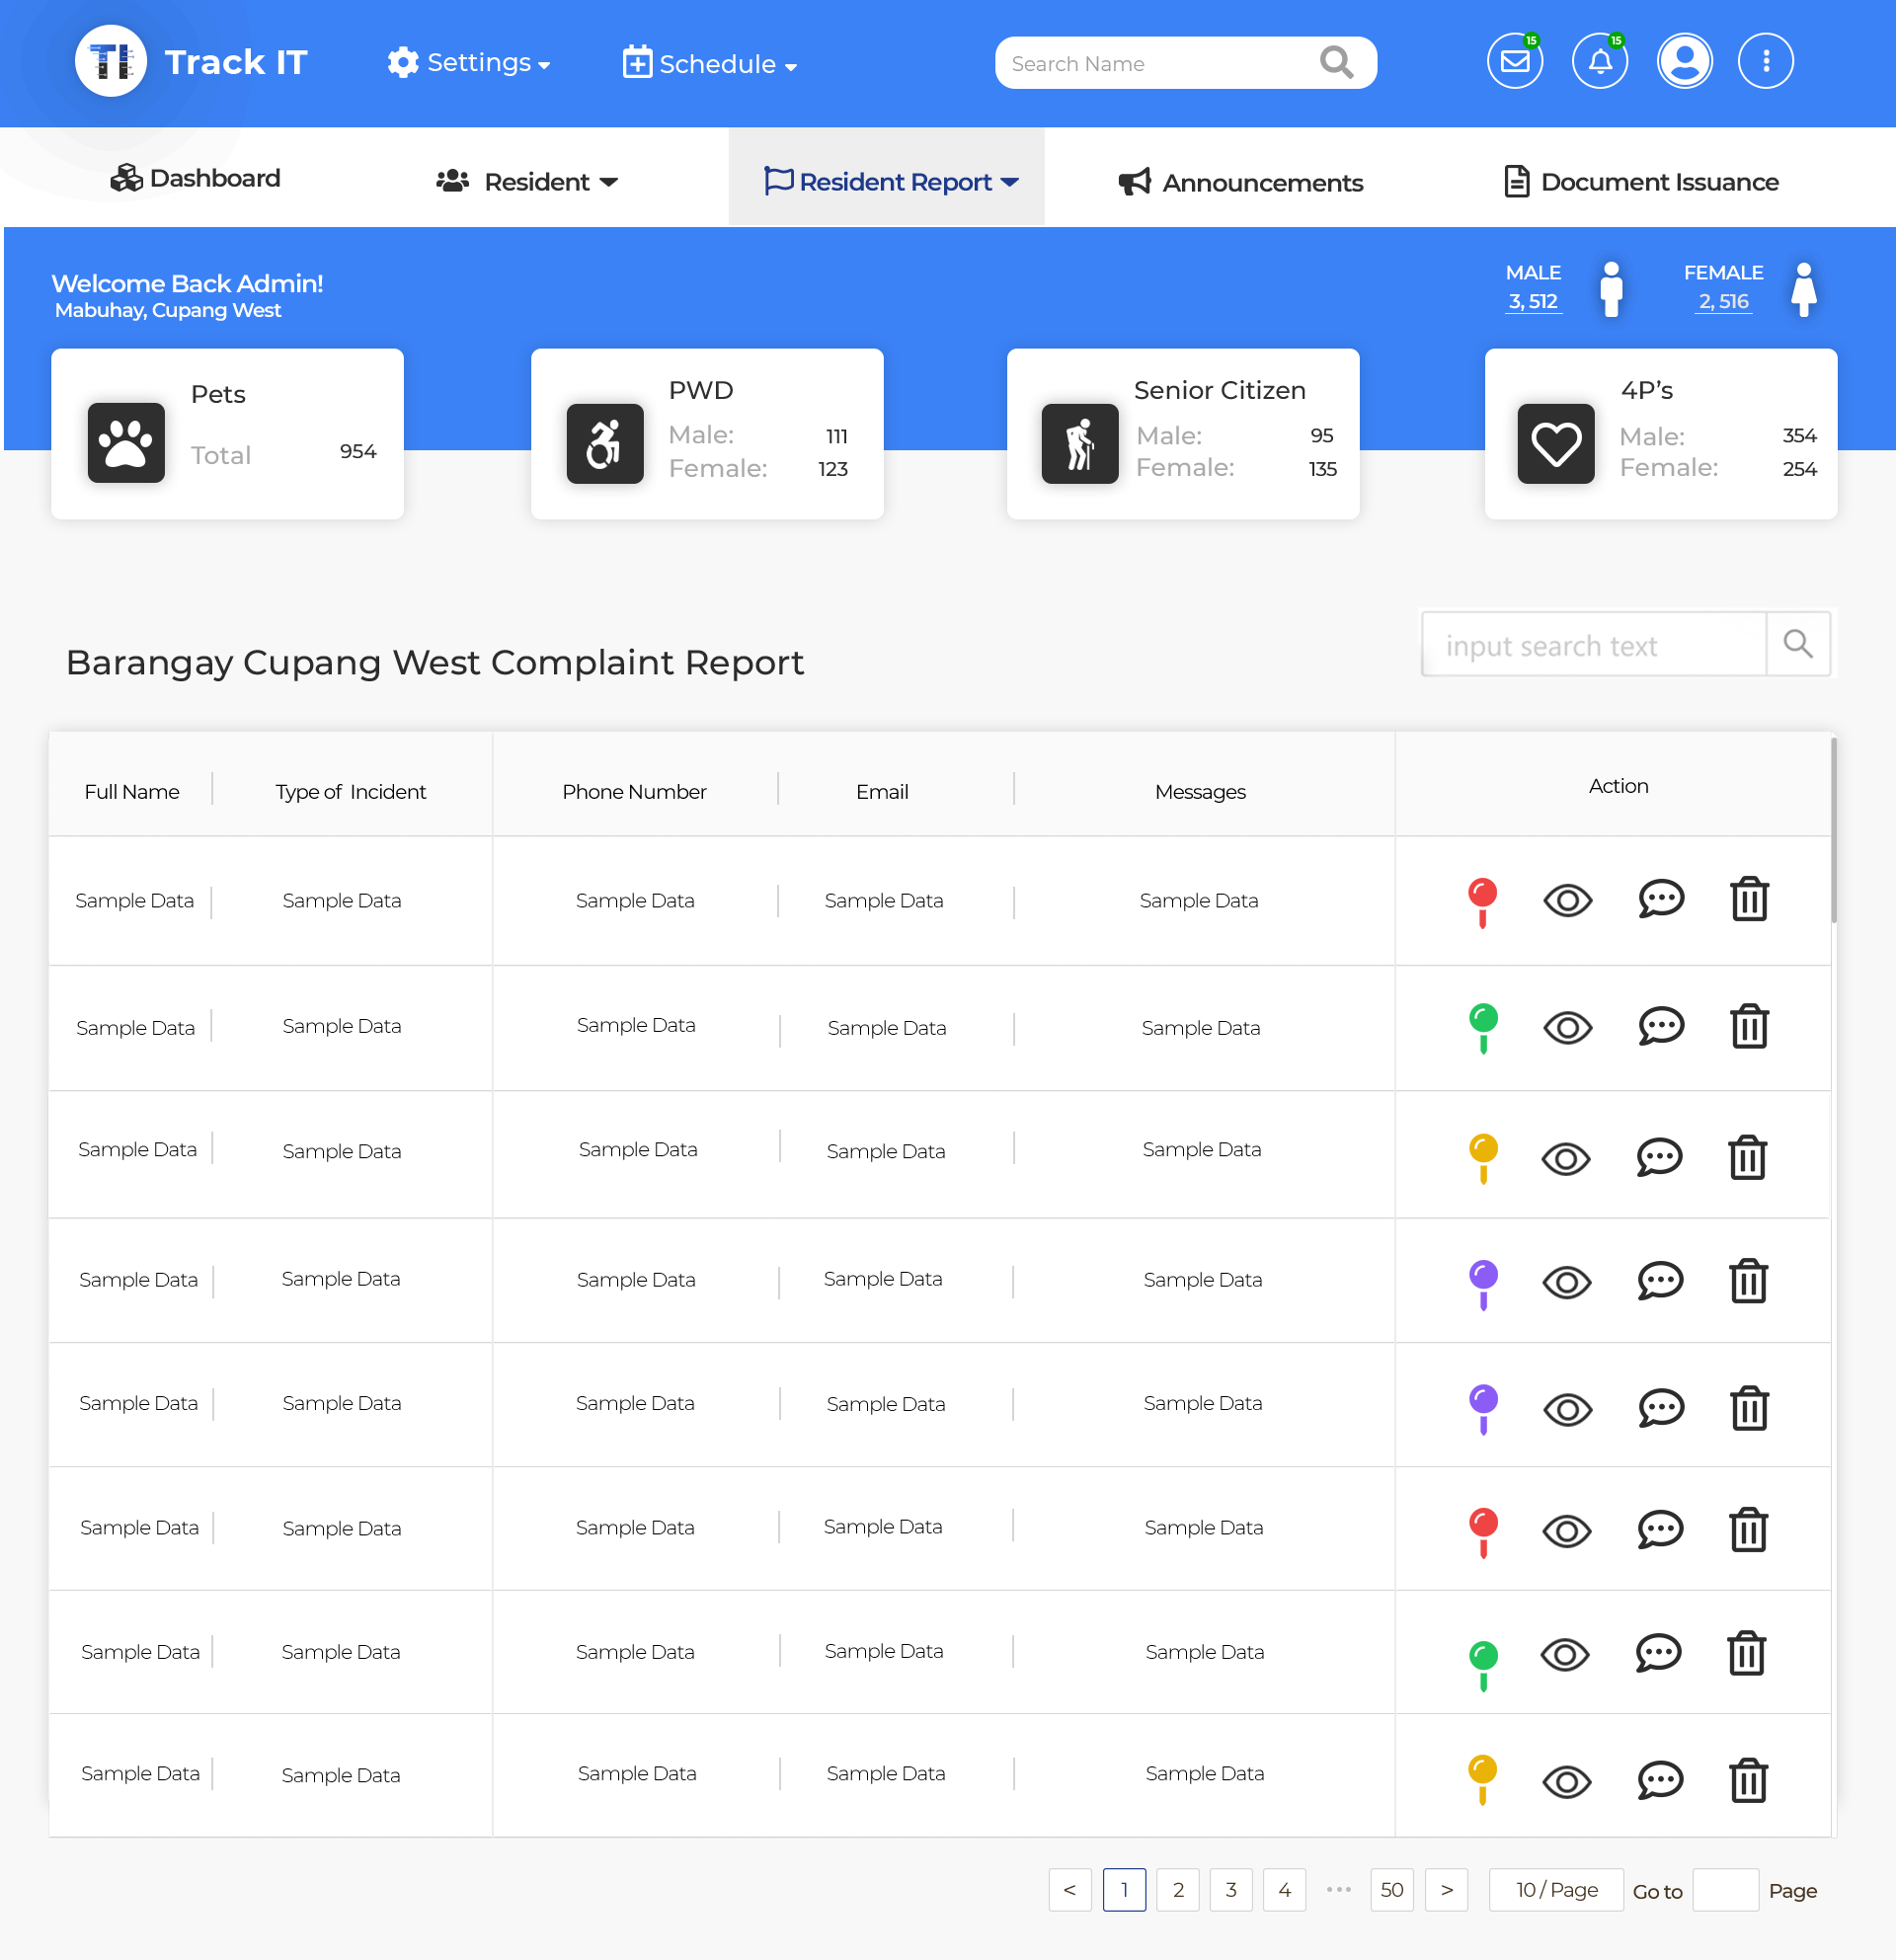 TI Track IT Settings Schedule Search Name 15 15
Dashboard Resident Resident Report Announcements Document Issuance
Welcome Back Admin!
Mabuhay, Cupang West
MALE FEMALE
3, 512 2, 516
Pets PWD Senior Citizen 4P's
Male: 111 Male: 95 Male: 354
Total 954 Female: 123 Female: 135 Female: 254
Barangay Cupang West Complaint Report input search text
Full Name Type of Incident Phone Number Email Messages Action
Sample Data Sample Data Sample Data Sample Data Sample Data
Sample Data Sample Data Sample Data Sample Data Sample Data
Sample Data Sample Data Sample Data Sample Data Sample Data
Sample Data Sample Data Sample Data Sample Data Sample Data
Sample Data Sample Data Sample Data Sample Data Sample Data
Sample Data Sample Data Sample Data Sample Data Sample Data
Sample Data Sample Data Sample Data Sample Data Sample Data
Sample Data Sample Data Sample Data Sample Data Sample Data
< 1 2 3 4 ••• 50 > 10 / Page Go to Page